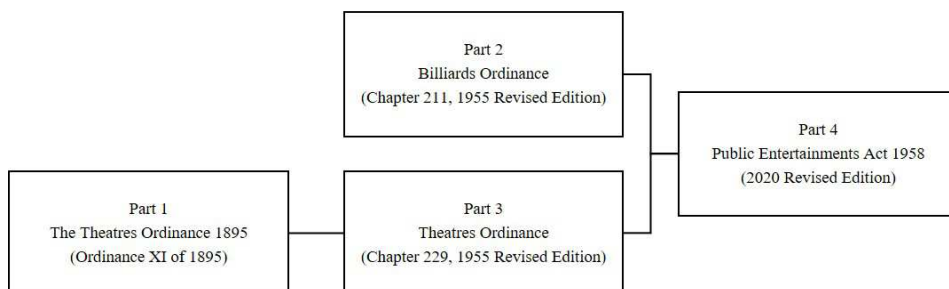 Part 2
Billiards Ordinance
(Chapter 211, 1955 Revised Edition)
Part 4
Public Entertainments Act 1958
(2020 Revised Edition)
Part 1
The Theatres Ordinance 1895
(Ordinance XI of 1895)
Part 3
Theatres Ordinance
(Chapter 229, 1955 Revised Edition)